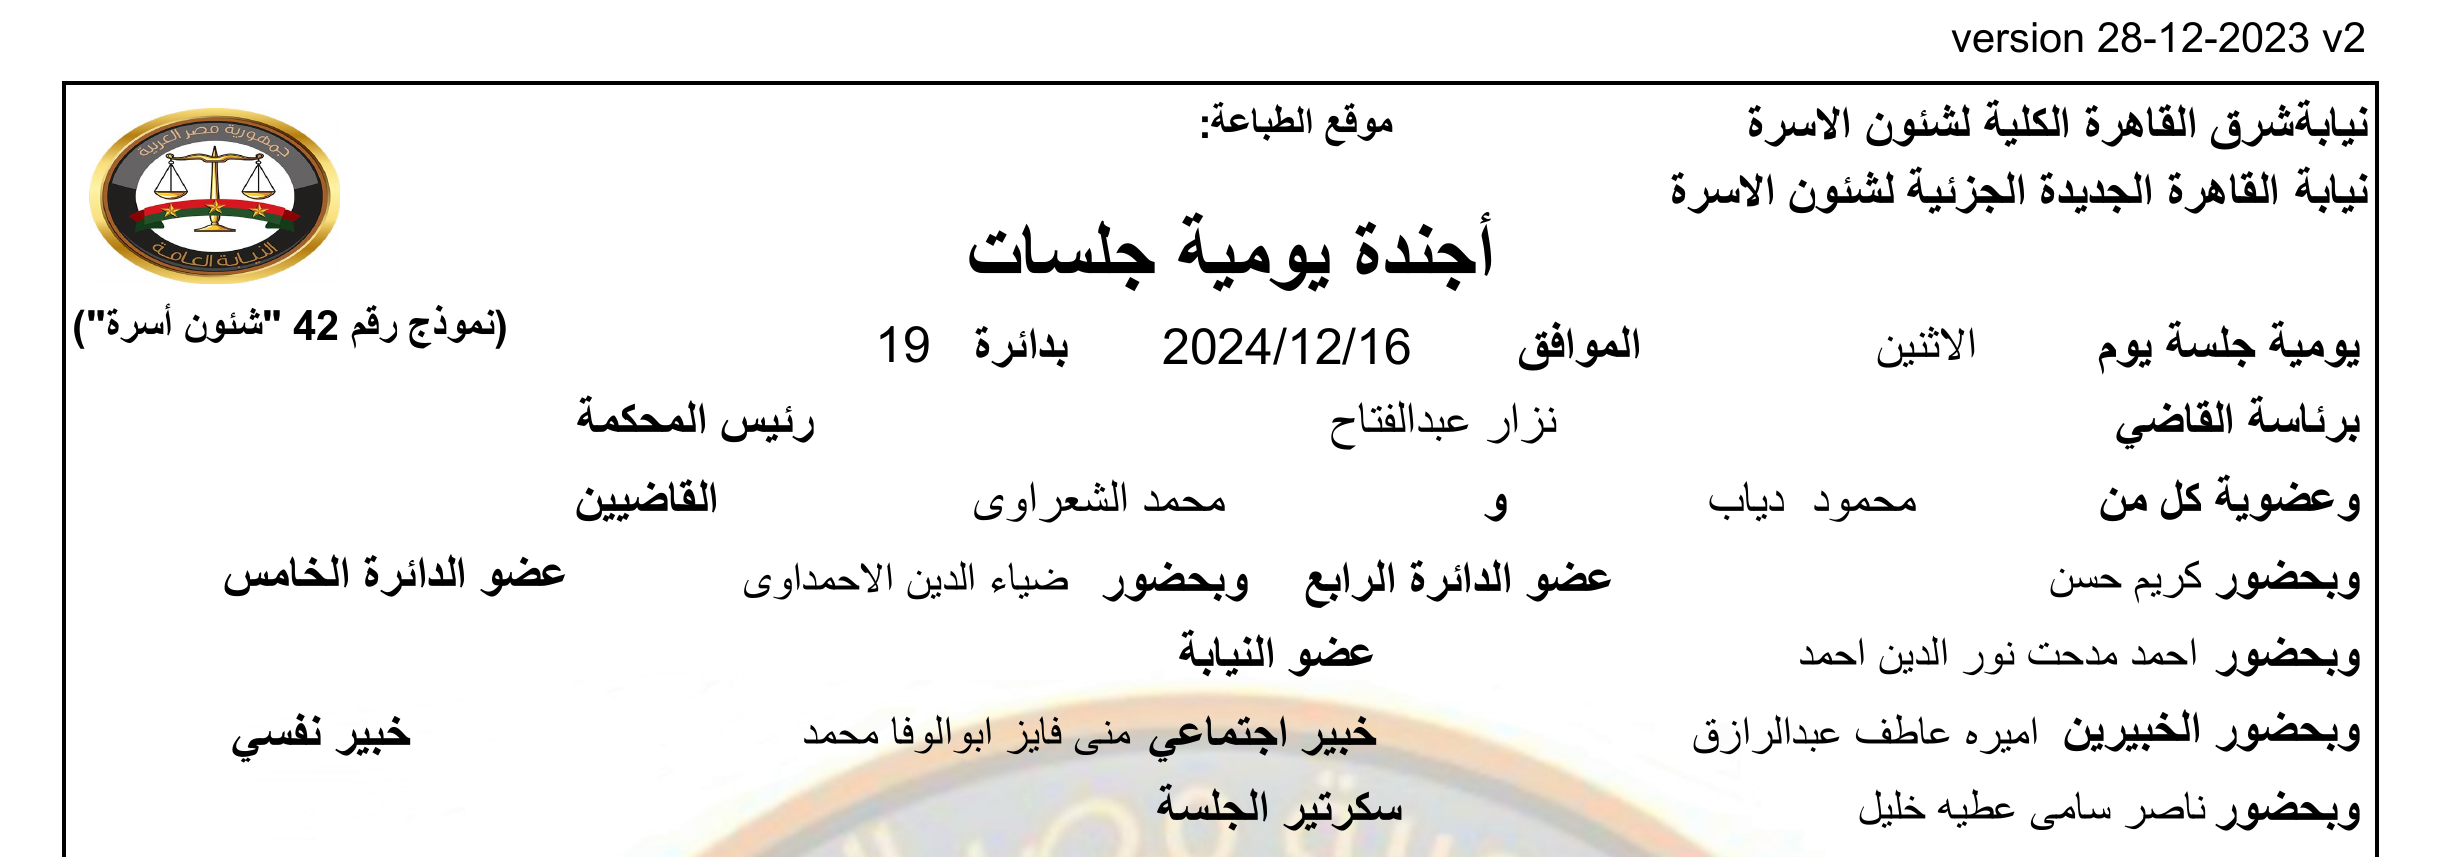 version 28-12-2023 v2
نيابةشرق القاهرة الكلية لشئون الاسرة
موقع الطباعة:
جمهورية مصر العربية
النيابة العامة
نيابة القاهرة الجديدة الجزئية لشئون الاسرة
أجندة يومية جلسات
(نموذج رقم 42 "شئون أسرة")
يومية جلسة يوم الاثنين الموافق 2024/12/16 بدائرة 19
برئاسة القاضي نزار عبدالفتاح رئيس المحكمة
وعضوية كل من محمود دياب و محمد الشعراوى القاضيين
وبحضور كريم حسن عضو الدائرة الرابع وبحضور ضياء الدين الاحمداوى عضو الدائرة الخامس
وبحضور احمد مدحت نور الدين احمد عضو النيابة
وبحضور الخبيرين اميره عاطف عبدالرازق خبير اجتماعي منى فايز ابوالوفا محمد خبير نفسي
وبحضور ناصر سامى عطيه خليل سكرتير الجلسة